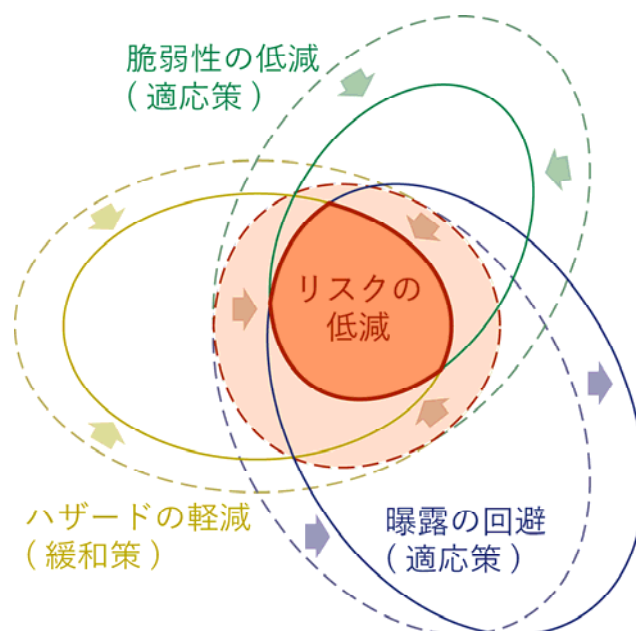 脆弱性の低減
( 適応策 )
リスクの
低減
ハザードの軽減
( 緩和策 )
曝露の回避
( 適応策 )